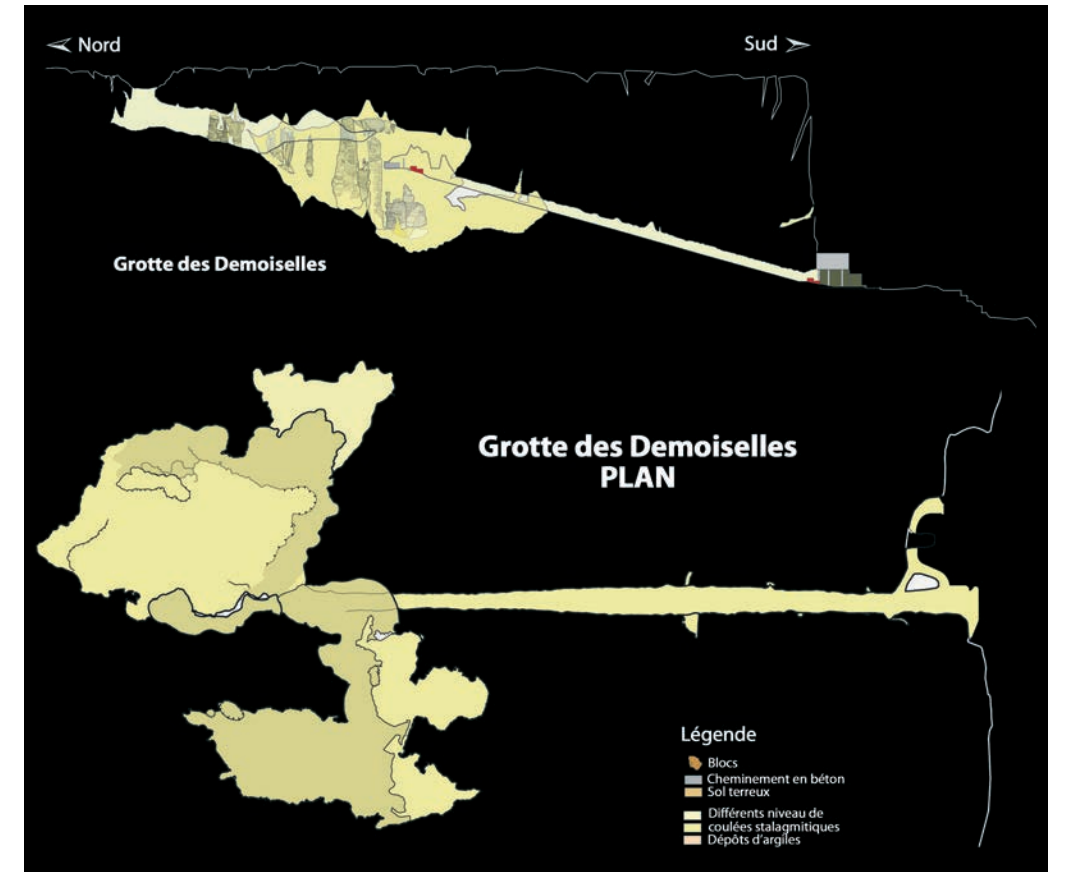 Nord
Sud
Grotte des Demoiselles
Grotte des Demoiselles
PLAN
Légende
Blocs
Cheminement en béton
Sol terreux
Différents niveau de
coulées stalagmitiques
Dépôts d'argiles